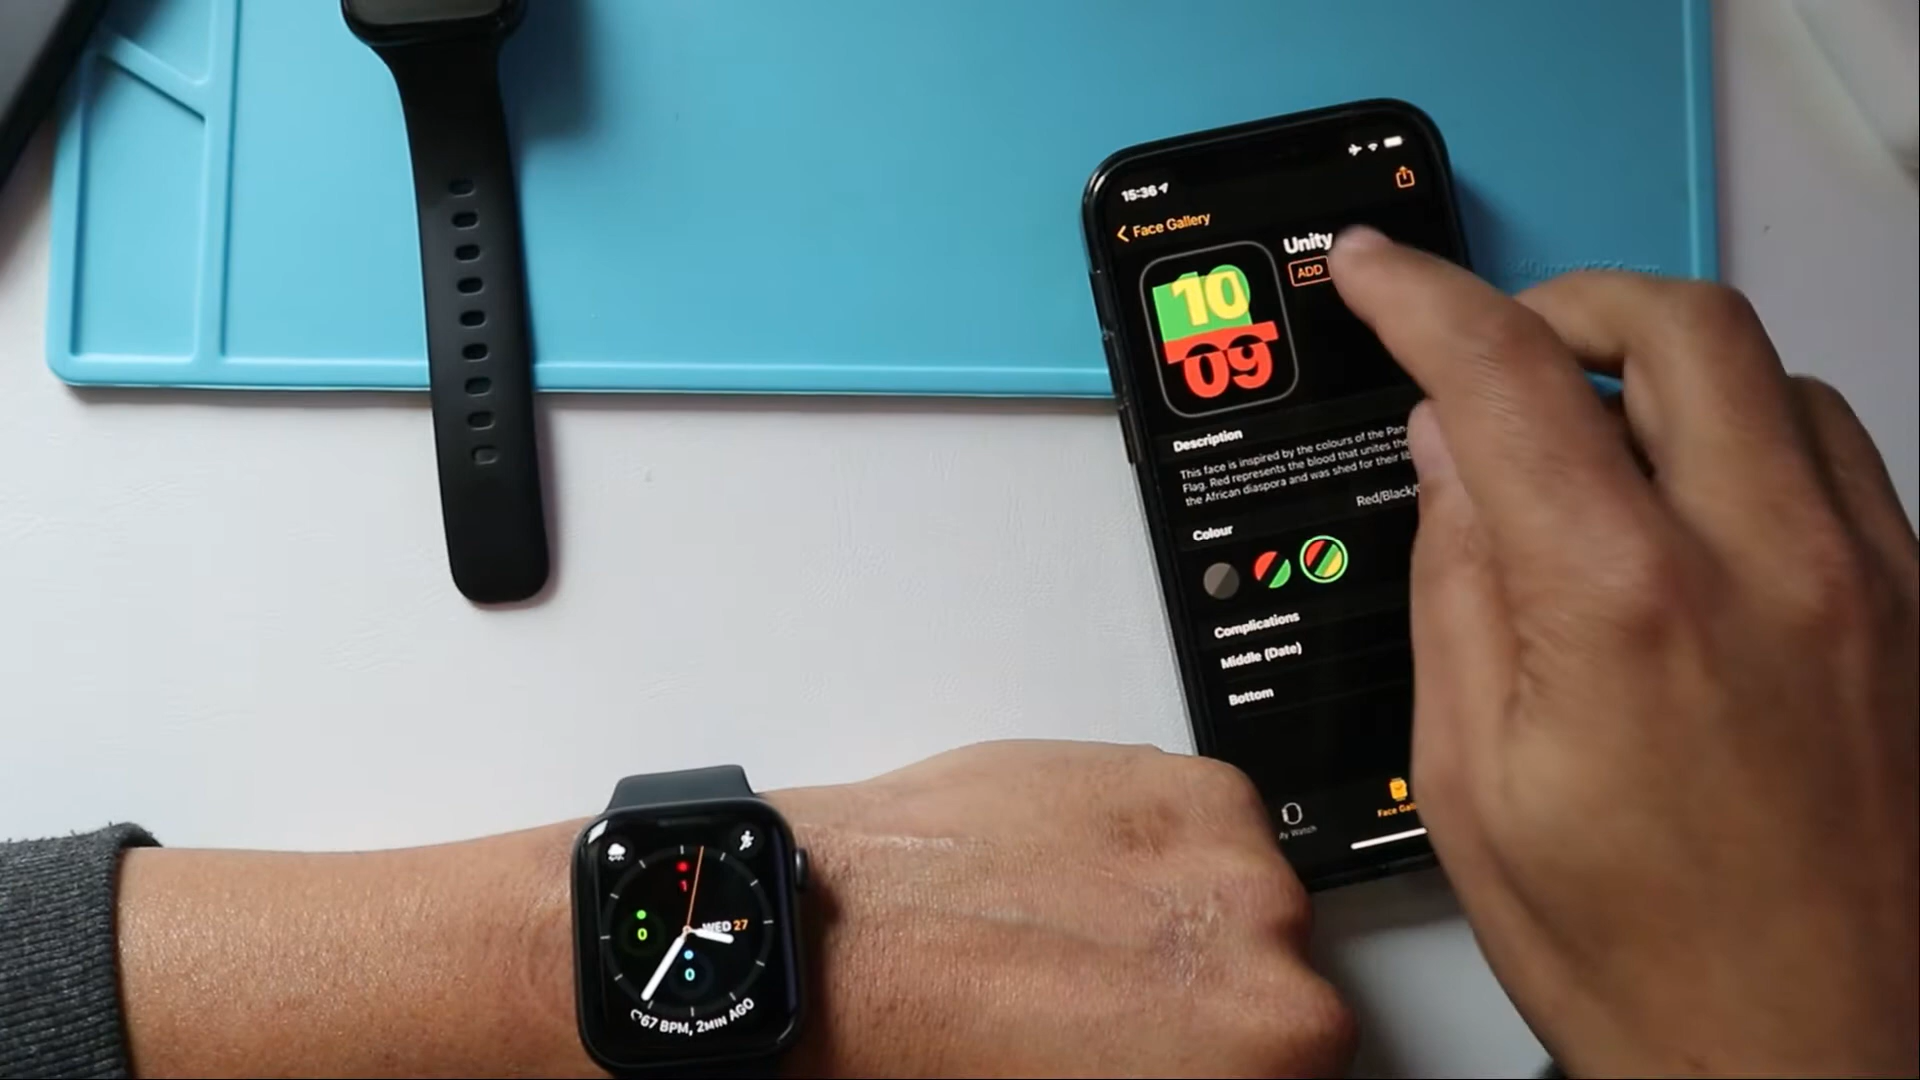 15:36
Face Gallery
Unity
ADD
10
09
Description
This face is inspired by the colours of the Pan-
Flag. Red represents the blood that unites the
the African diaspora and was shed for their
Red/Black/
Colour
Complications
Middle (Date)
Bottom
My Watch
Face
1
0
WED 27
0
67 BPM, 2MIN AGO